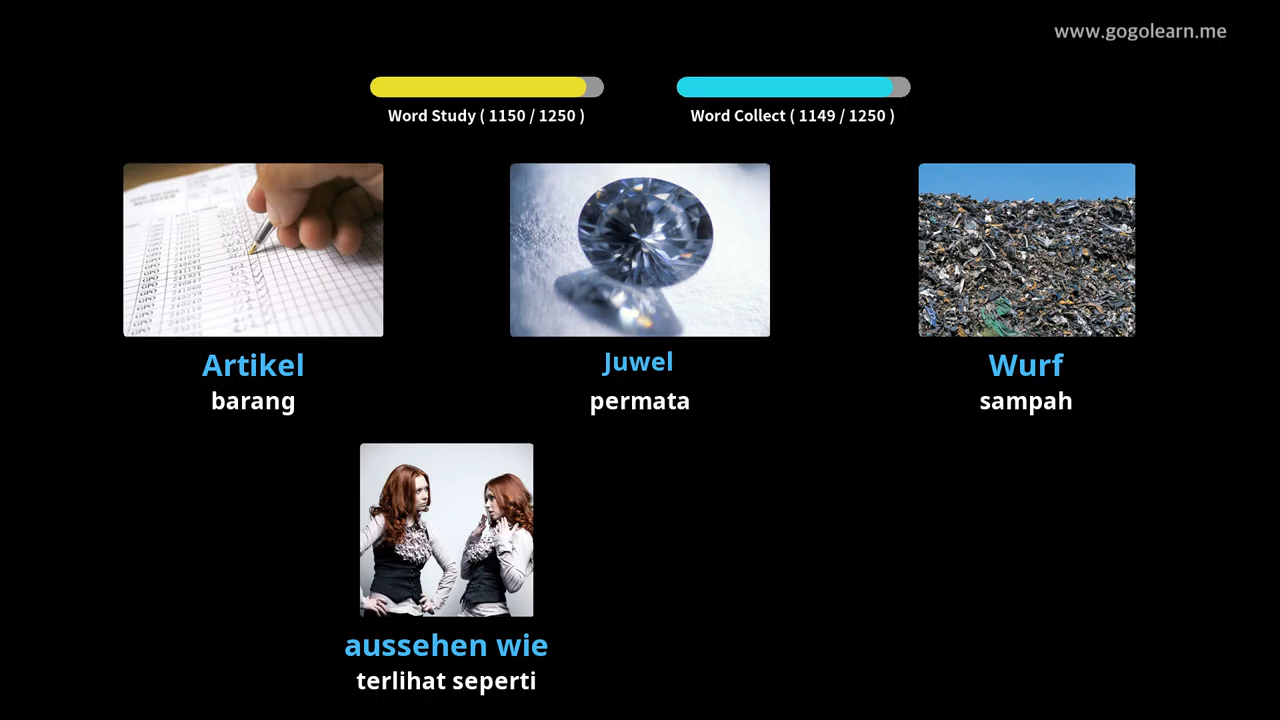 www.gogolearn.me
Word Study ( 1150 / 1250 )
Word Collect ( 1149 / 1250 )
Artikel
barang
Juwel
permata
Wurf
sampah
aussehen wie
terlihat seperti